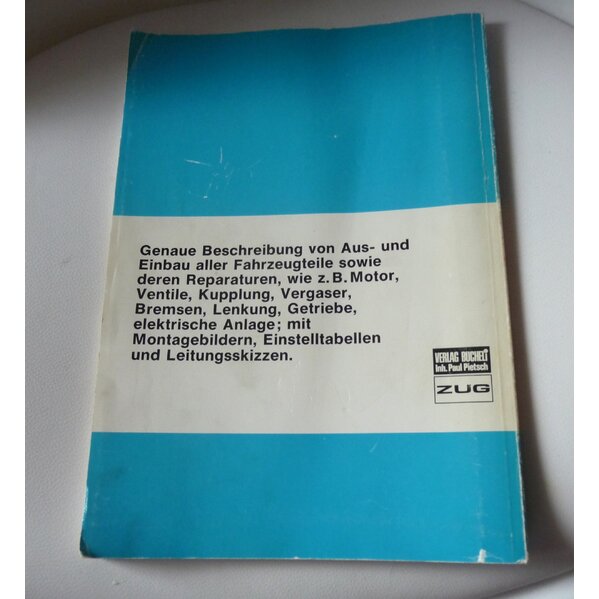 Genaue Beschreibung von Aus- und
Einbau aller Fahrzeugteile sowie
deren Reparaturen, wie z.B. Motor,
Ventile, Kupplung, Vergaser,
Bremsen, Lenkung, Getriebe,
elektrische Anlage; mit
Montagebildern, Einstelltabellen
und Leitungsskizzen.
VERLAG BUCHELI
Inh. Paul Pietsch
ZUG